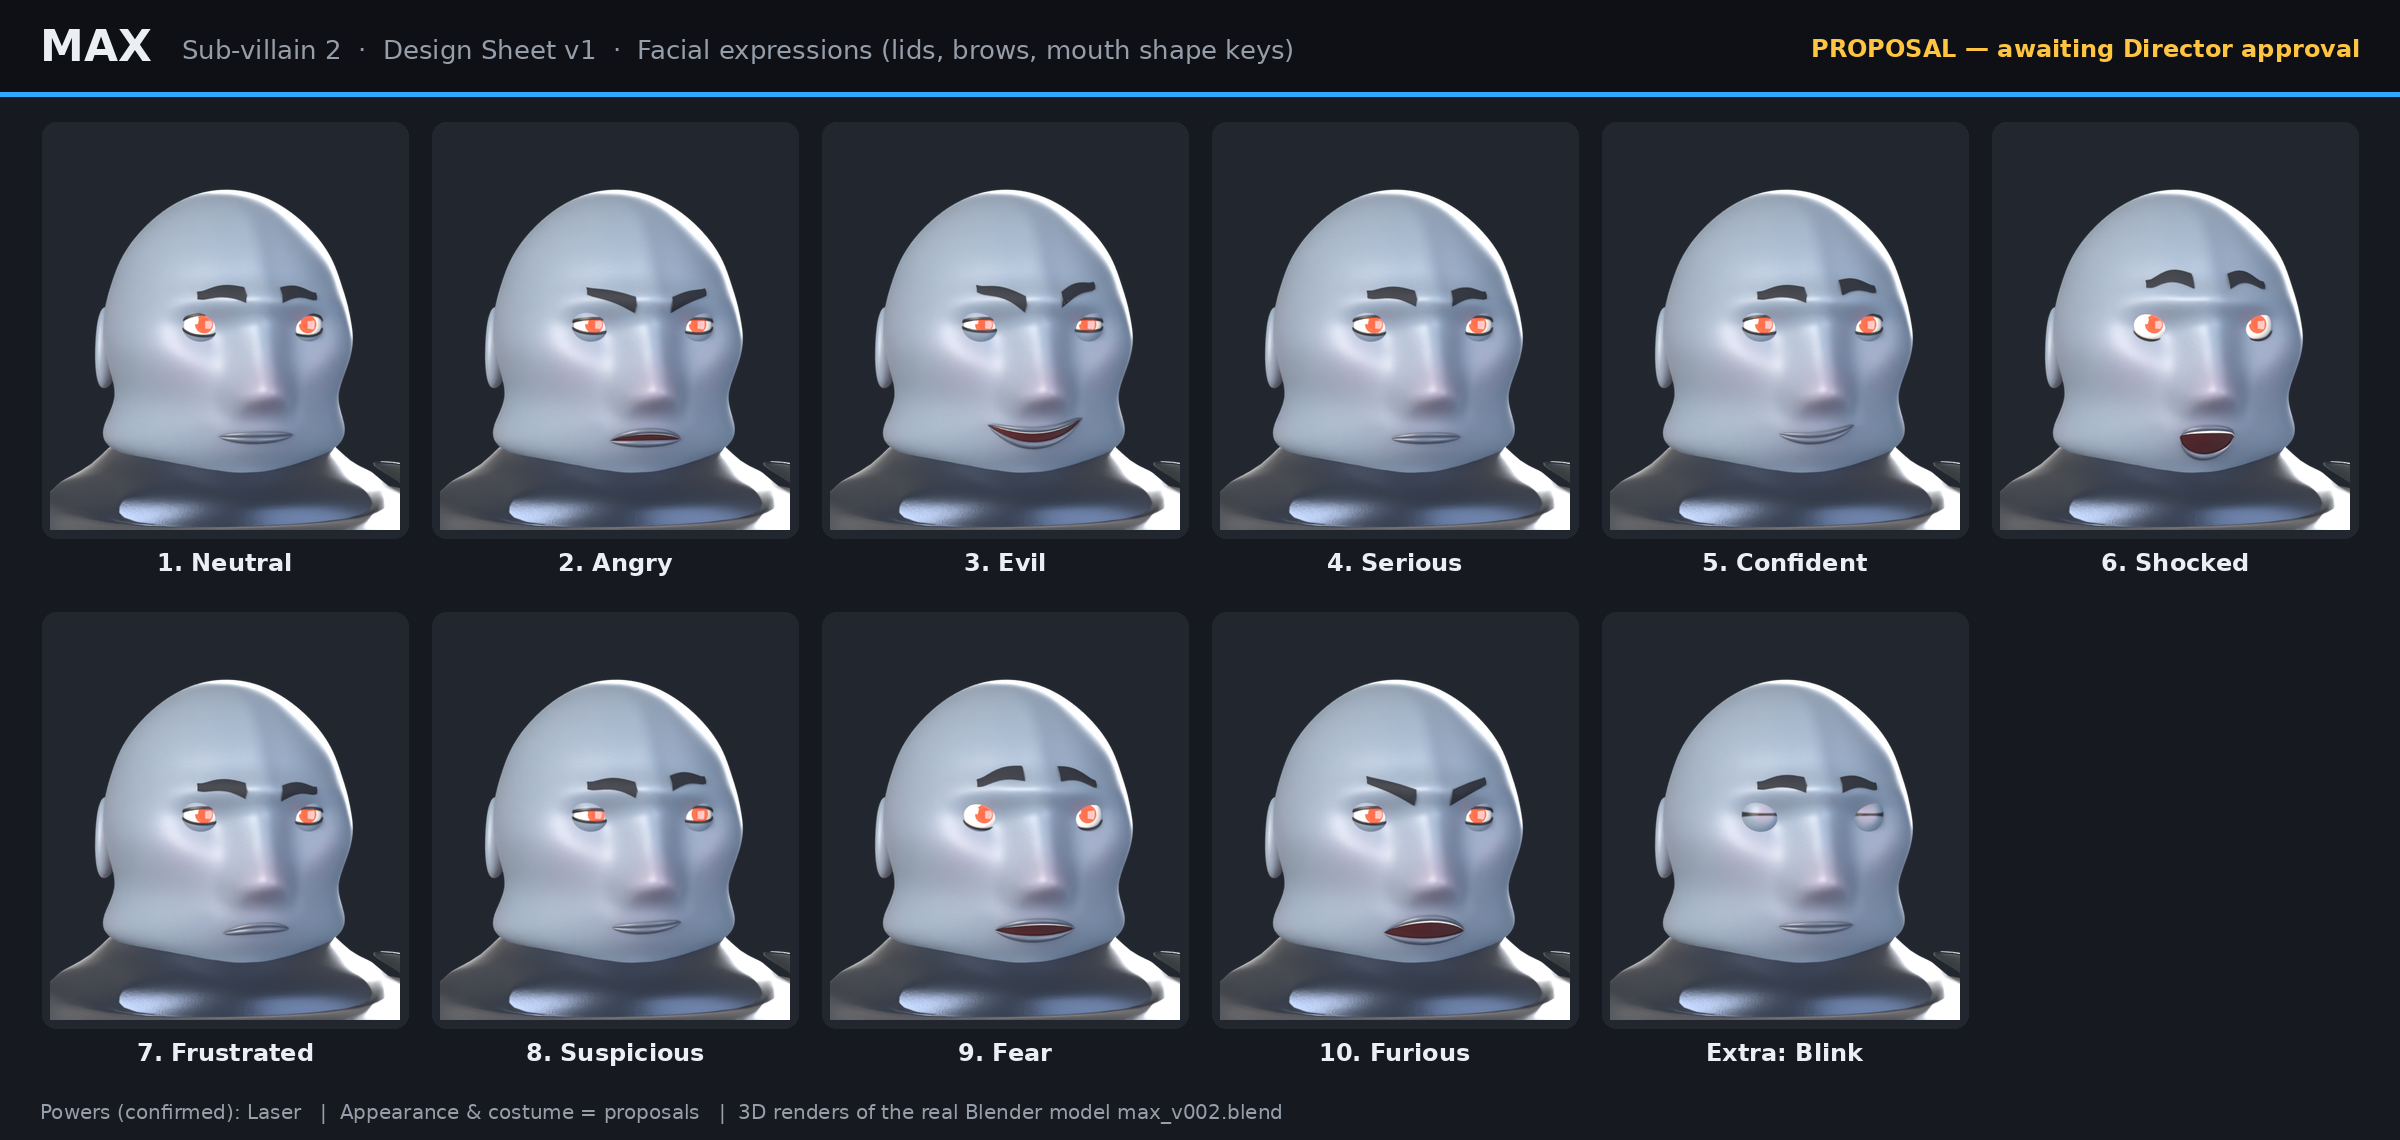 MAX Sub-villain 2 · Design Sheet v1 · Facial expressions (lids, brows, mouth shape keys) PROPOSAL — awaiting Director approval
1. Neutral 2. Angry 3. Evil 4. Serious 5. Confident 6. Shocked
7. Frustrated 8. Suspicious 9. Fear 10. Furious Extra: Blink
Powers (confirmed): Laser | Appearance & costume = proposals | 3D renders of the real Blender model max_v002.blend